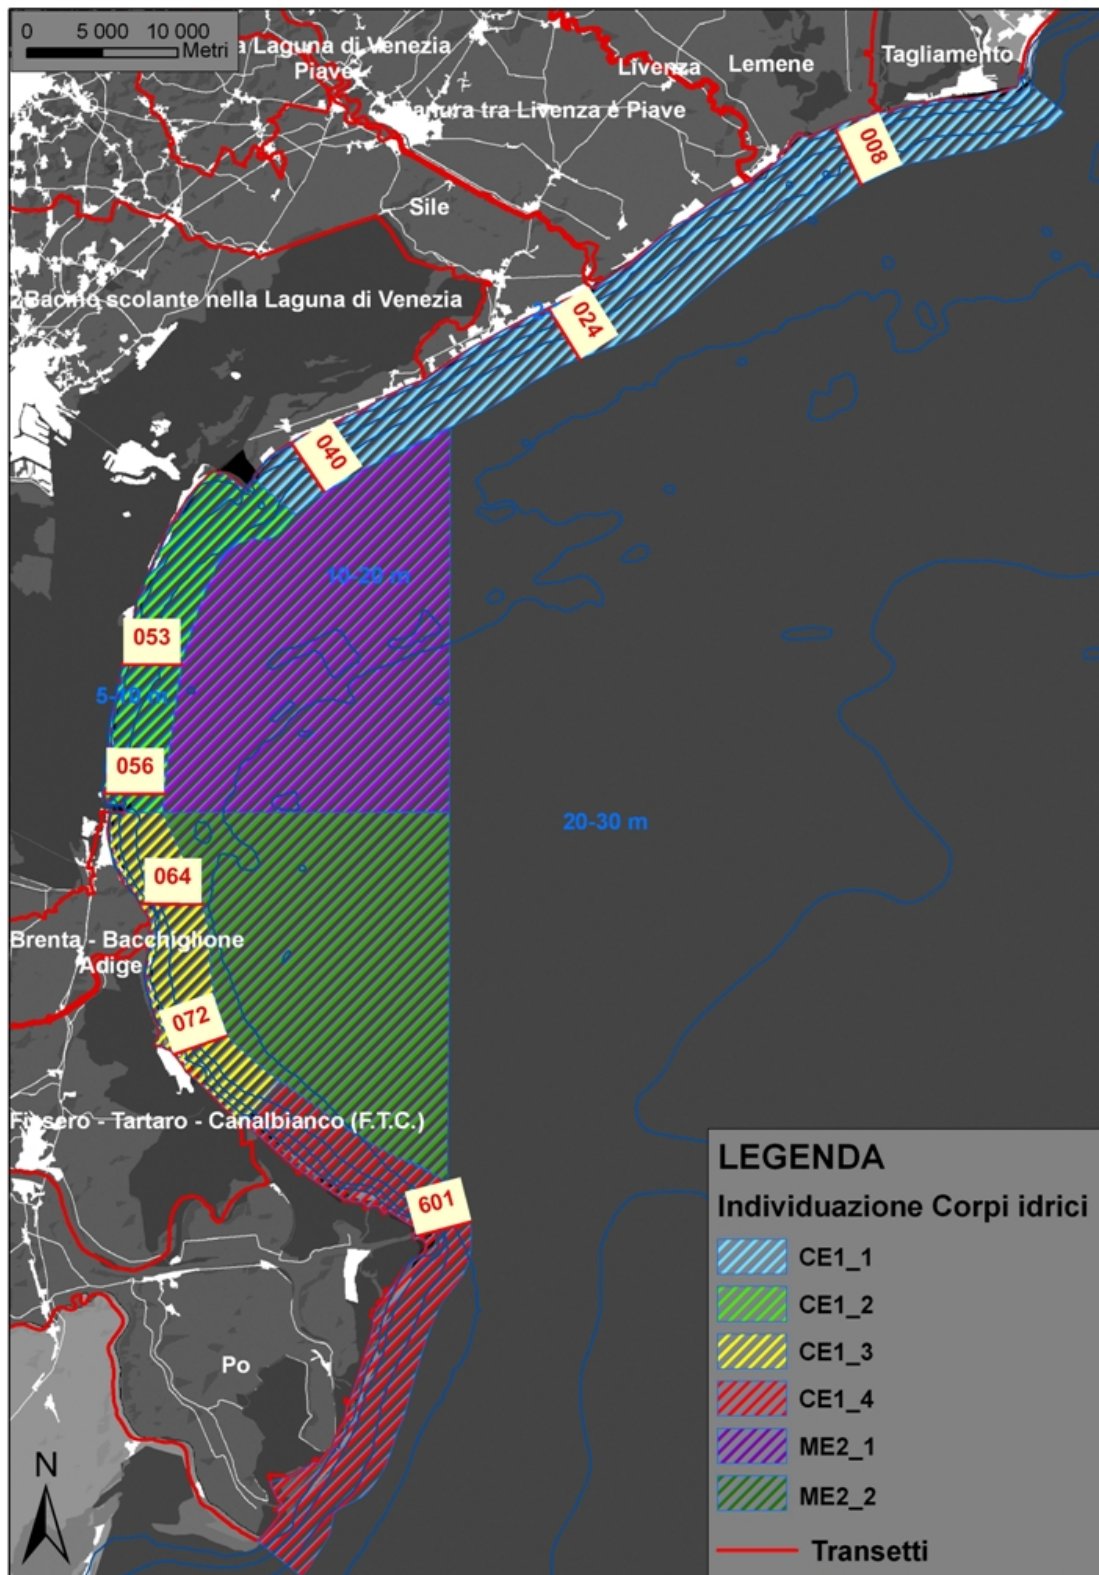 0 5 000 10 000
Metri
a Laguna di Venezia
Piave
Livenza
Lemene
Tagliamento
Pianura tra Livenza e Piave
008
Sile
Bacino scolante nella Laguna di Venezia
024
040
10-20 m
053
5-10 m
056
20-30 m
064
Brenta - Bacchiglione
Adige
072
Fissero - Tartaro - Canalbianco (F.T.C.)
601
Po
N
LEGENDA
Individuazione Corpi idrici
CE1_1
CE1_2
CE1_3
CE1_4
ME2_1
ME2_2
Transetti